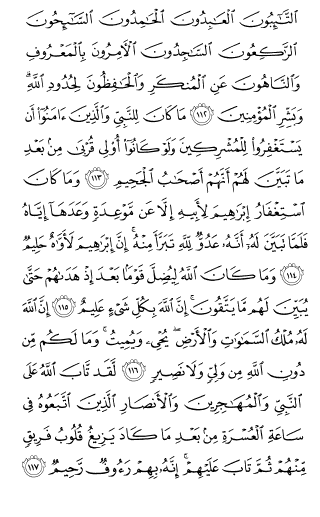 ٱلتَّـٰٓئِبُونَ ٱلْعَـٰبِدُونَ ٱلْحَـٰمِدُونَ ٱلسَّـٰٓئِحُونَ
ٱلرَّٰكِعُونَ ٱلسَّـٰجِدُونَ ٱلْـَٔامِرُونَ بِٱلْمَعْرُوفِ
وَٱلنَّاهُونَ عَنِ ٱلْمُنكَرِ وَٱلْحَـٰفِظُونَ لِحُدُودِ ٱللَّهِ ۗ
وَبَشِّرِ ٱلْمُؤْمِنِينَ ١١٢ مَا كَانَ لِلنَّبِىِّ وَٱلَّذِينَ ءَامَنُوٓا۟ أَن
يَسْتَغْفِرُوا۟ لِلْمُشْرِكِينَ وَلَوْ كَانُوٓا۟ أُو۟لِى قُرْبَىٰ مِنۢ بَعْدِ
مَا تَبَيَّنَ لَهُمْ أَنَّهُمْ أَصْحَـٰبُ ٱلْجَحِيمِ ١١٣ وَمَا كَانَ
ٱسْتِغْفَارُ إِبْرَٰهِيمَ لِأَبِيهِ إِلَّا عَن مَّوْعِدَةٍ وَعَدَهَآ إِيَّاهُ
فَلَمَّا تَبَيَّنَ لَهُۥٓ أَنَّهُۥ عَدُوٌّ لِّلَّهِ تَبَرَّأَ مِنْهُ ۚ إِنَّ إِبْرَٰهِيمَ لَأَوَّٰهٌ حَلِيمٌ
١١٤ وَمَا كَانَ ٱللَّهُ لِيُضِلَّ قَوْمًۢا بَعْدَ إِذْ هَدَىٰهُمْ حَتَّىٰ
يُبَيِّنَ لَهُم مَّا يَتَّقُونَ ۚ إِنَّ ٱللَّهَ بِكُلِّ شَىْءٍ عَلِيمٌ ١١٥ إِنَّ ٱللَّهَ
لَهُۥ مُلْكُ ٱلسَّمَـٰوَٰتِ وَٱلْأَرْضِ ۖ يُحْىِۦ وَيُمِيتُ ۚ وَمَا لَكُم مِّن
دُونِ ٱللَّهِ مِن وَلِىٍّ وَلَا نَصِيرٍ ١١٦ لَّقَد تَّابَ ٱللَّهُ عَلَى
ٱلنَّبِىِّ وَٱلْمُهَـٰجِرِينَ وَٱلْأَنصَارِ ٱلَّذِينَ ٱتَّبَعُوهُ فِى
سَاعَةِ ٱلْعُسْرَةِ مِنۢ بَعْدِ مَا كَادَ يَزِيغُ قُلُوبُ فَرِيقٍ
مِّنْهُمْ ثُمَّ تَابَ عَلَيْهِمْ ۚ إِنَّهُۥ بِهِمْ رَءُوفٌ رَّحِيمٌ ١١٧